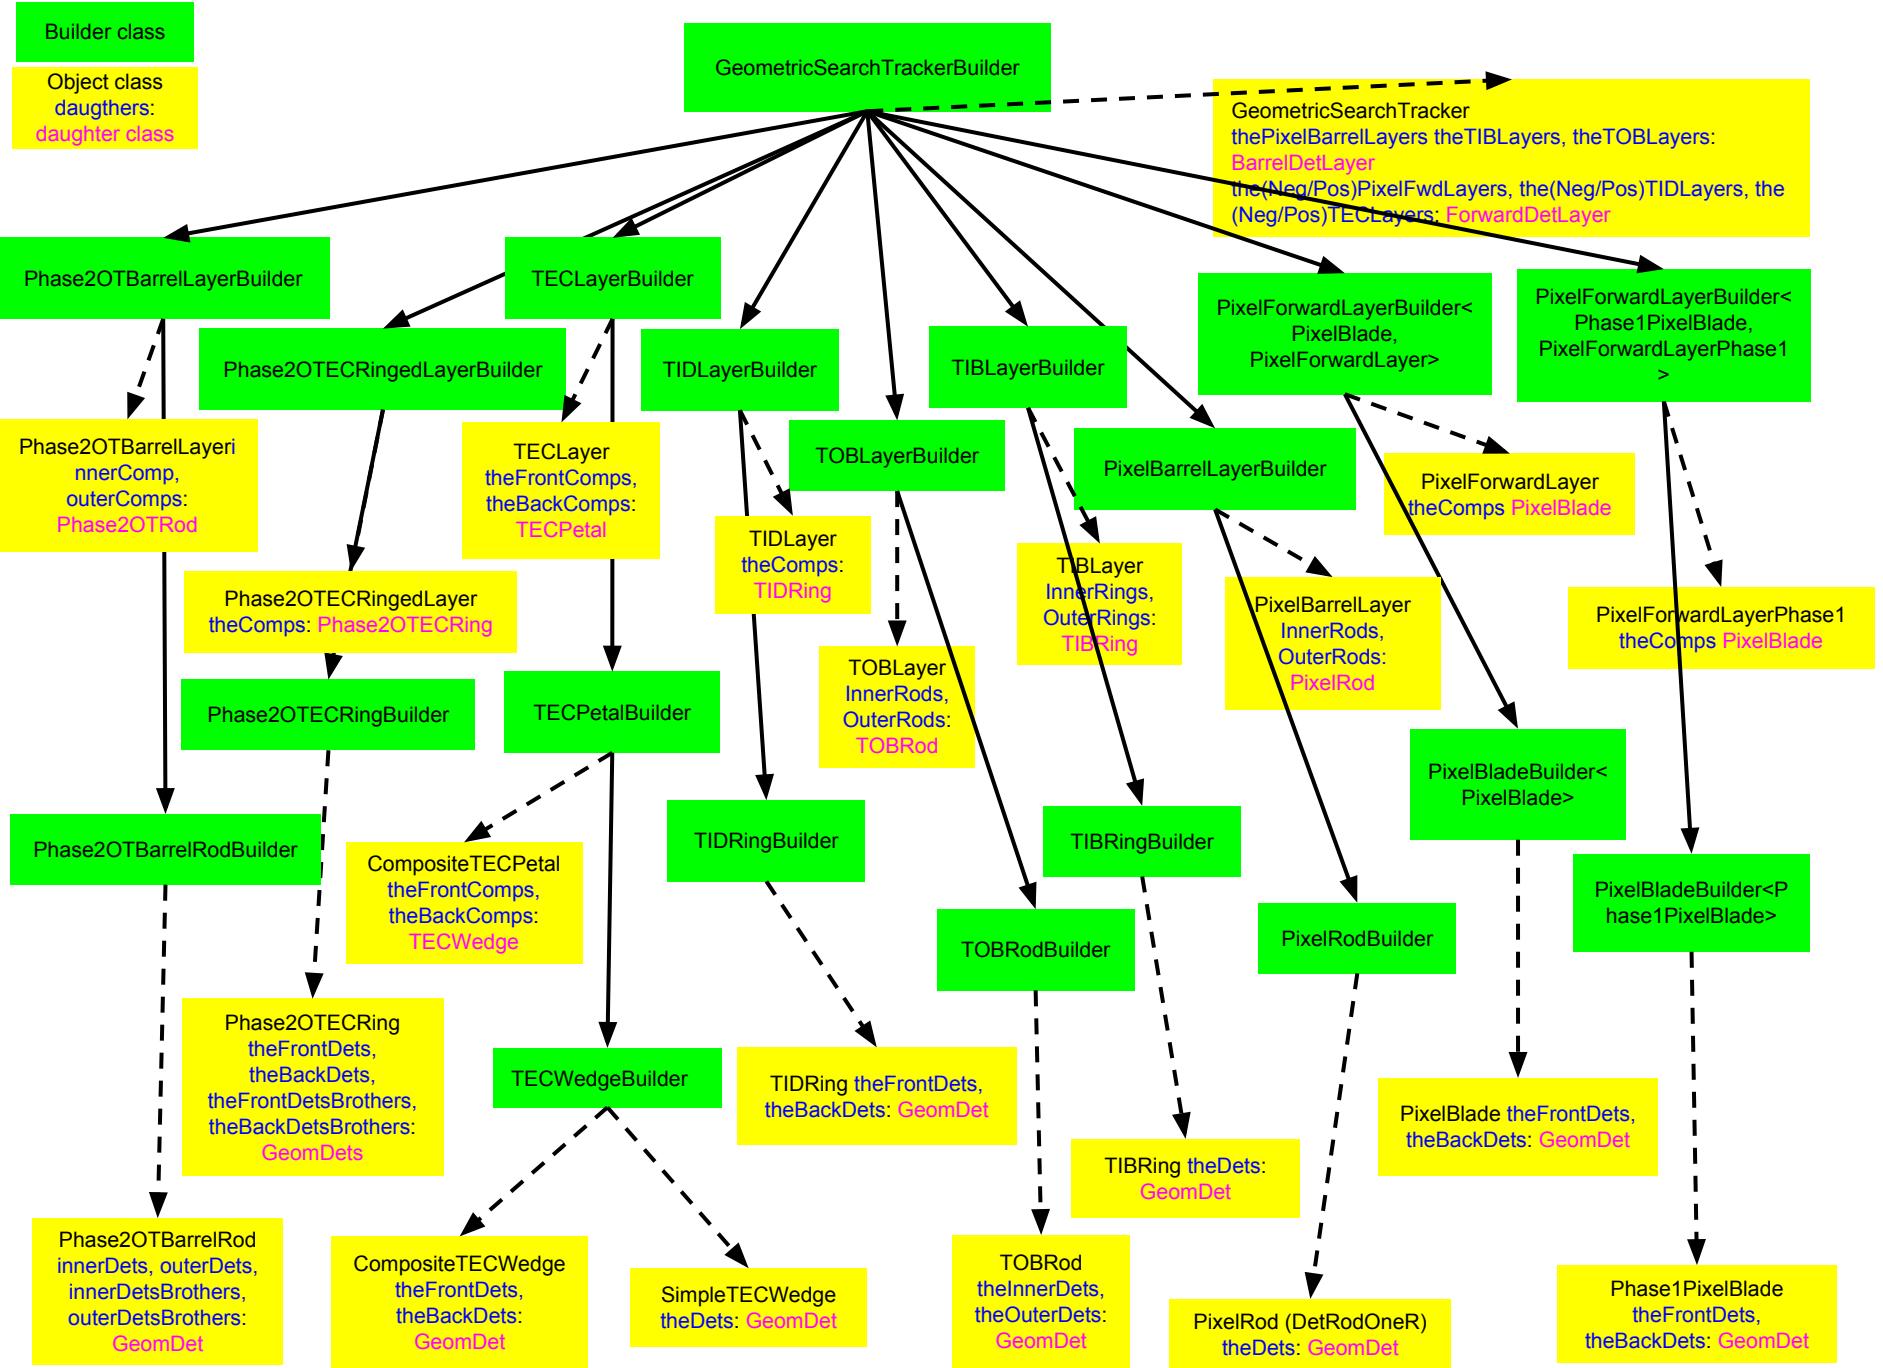 Builder class
Object class
daugthers:
daughter class
GeometricSearchTrackerBuilder
GeometricSearchTracker
thePixelBarrelLayers theTIBLayers, theTOBLayers:
BarrelDetLayer
the(Neg/Pos)PixelFwdLayers, the(Neg/Pos)TIDLayers, the
(Neg/Pos)TECLayers: ForwardDetLayer
Phase2OTBarrelLayerBuilder
TECLayerBuilder
PixelForwardLayerBuilder<
PixelBlade,
PixelForwardLayer>
PixelForwardLayerBuilder<
Phase1PixelBlade,
PixelForwardLayerPhase1
>
Phase2OTECRingedLayerBuilder
TIDLayerBuilder
TIBLayerBuilder
TOBLayerBuilder
PixelBarrelLayerBuilder
Phase2OTBarrelLayeri
nnerComp,
outerComps:
Phase2OTRod
TECLayer
theFrontComps,
theBackComps:
TECPetal
PixelForwardLayer
theComps PixelBlade
TIDLayer
theComps:
TIDRing
TIBLayer
InnerRings,
OuterRings:
TIBRing
Phase2OTECRingedLayer
theComps: Phase2OTECRing
PixelBarrelLayer
InnerRods,
OuterRods:
PixelRod
PixelForwardLayerPhase1
theComps PixelBlade
TOBLayer
InnerRods,
OuterRods:
TOBRod
Phase2OTECRingBuilder
TECPetalBuilder
PixelBladeBuilder<
PixelBlade>
Phase2OTBarrelRodBuilder
TIDRingBuilder
TIBRingBuilder
CompositeTECPetal
theFrontComps,
theBackComps:
TECWedge
PixelBladeBuilder<P
hase1PixelBlade>
TOBRodBuilder
PixelRodBuilder
Phase2OTECRing
theFrontDets,
theBackDets,
theFrontDetsBrothers,
theBackDetsBrothers:
GeomDets
TECWedgeBuilder
TIDRing theFrontDets,
theBackDets: GeomDet
PixelBlade theFrontDets,
theBackDets: GeomDet
TIBRing theDets:
GeomDet
Phase2OTBarrelRod
innerDets, outerDets,
innerDetsBrothers,
outerDetsBrothers:
GeomDet
CompositeTECWedge
theFrontDets,
theBackDets:
GeomDet
SimpleTECWedge
theDets: GeomDet
TOBRod
theInnerDets,
theOuterDets:
GeomDet
PixelRod (DetRodOneR)
theDets: GeomDet
Phase1PixelBlade
theFrontDets,
theBackDets: GeomDet